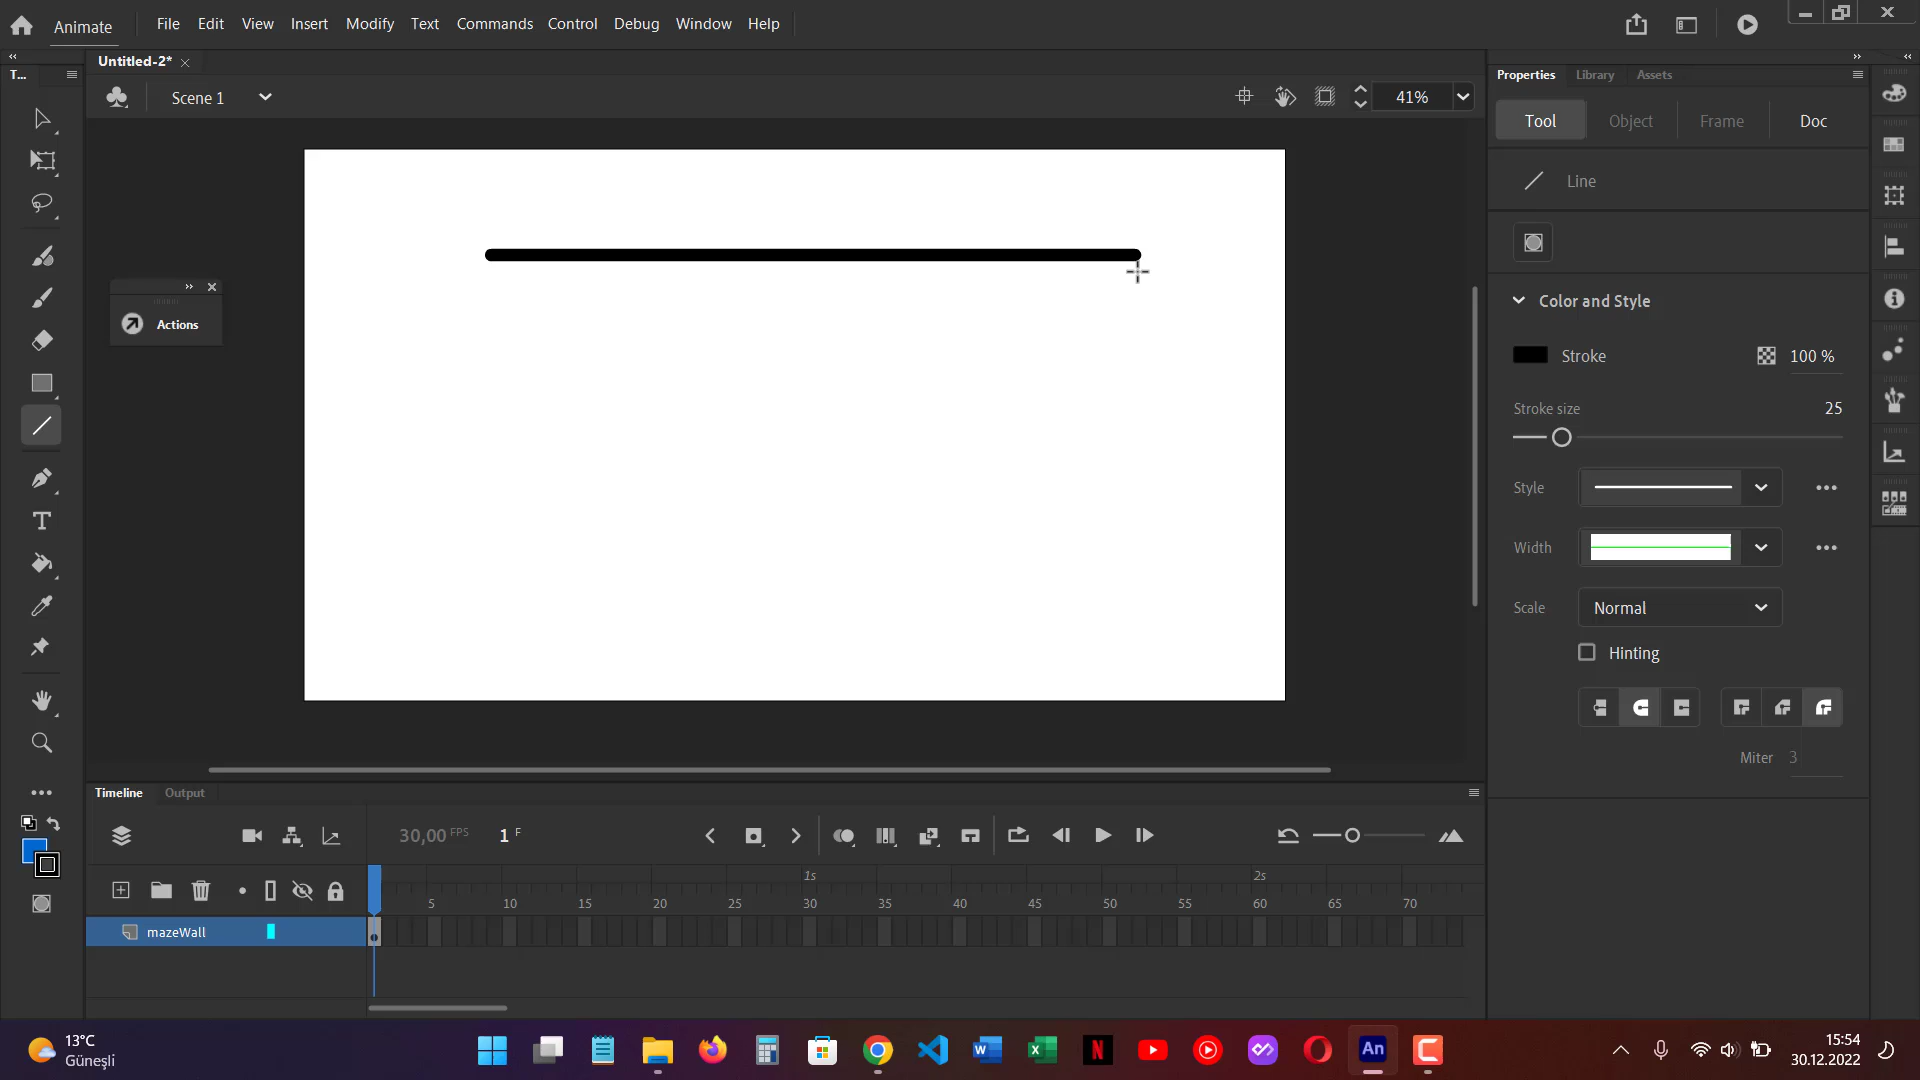 Animate
File Edit View Insert Modify Text Commands Control Debug Window Help
Untitled-2*
T...
Properties Library Assets
Scene 1
41%
Tool Object Frame Doc
Line
Actions
Color and Style
Stroke 100 %
Stroke size 25
Style
Width
Scale Normal
Hinting
Miter 3
Timeline Output
30,00 FPS 1 F
1s 2s
5 10 15 20 25 30 35 40 45 50 55 60 65 70
mazeWall
13°C
Güneşli
An
15:54
30.12.2022